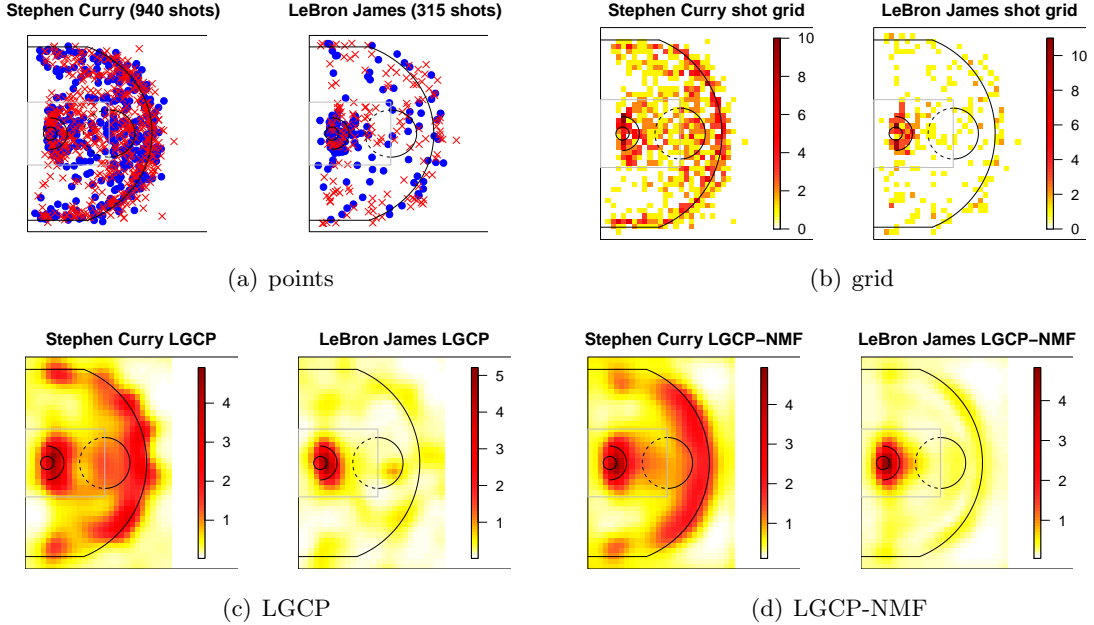 Stephen Curry (940 shots)
LeBron James (315 shots)
Stephen Curry shot grid
10
8
6
4
2
0
LeBron James shot grid
10
8
6
4
2
0
(a) points
(b) grid
Stephen Curry LGCP
4
3
2
1
LeBron James LGCP
5
4
3
2
1
Stephen Curry LGCP−NMF
4
3
2
1
LeBron James LGCP−NMF
4
3
2
1
(c) LGCP
(d) LGCP-NMF